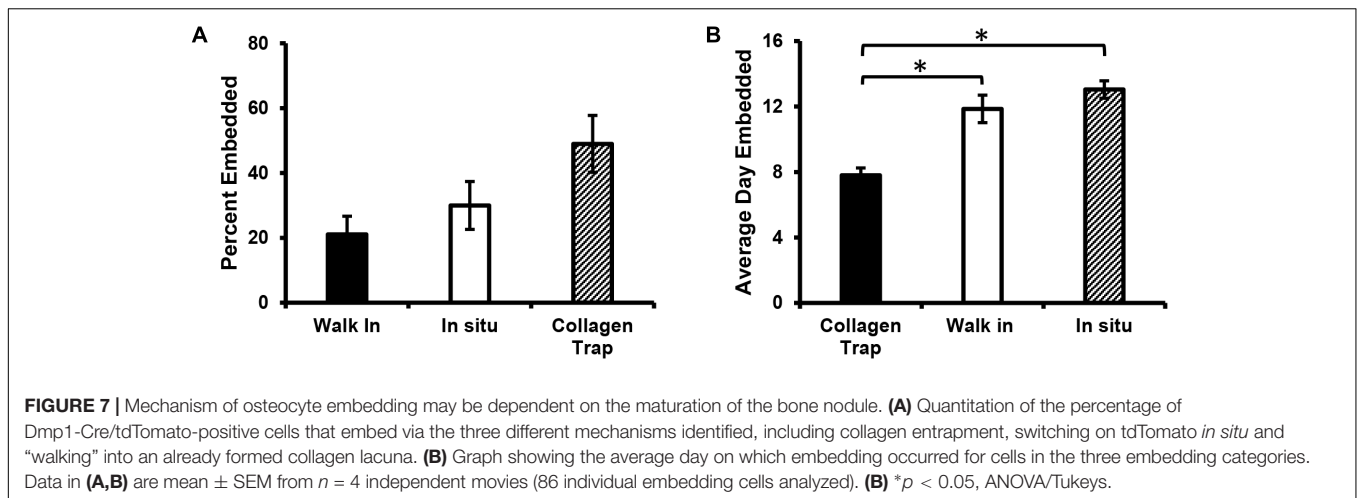 A
80
60
40
20
0
Percent Embedded
Walk In
In situ
Collagen
Trap
B
16
12
8
4
0
Average Day Embedded
*
*
Collagen
Trap
Walk in
In situ
FIGURE 7 | Mechanism of osteocyte embedding may be dependent on the maturation of the bone nodule. (A) Quantitation of the percentage of
Dmp1-Cre/tdTomato-positive cells that embed via the three different mechanisms identified, including collagen entrapment, switching on tdTomato in situ and
“walking” into an already formed collagen lacuna. (B) Graph showing the average day on which embedding occurred for cells in the three embedding categories.
Data in (A,B) are mean ± SEM from n = 4 independent movies (86 individual embedding cells analyzed). (B) *p < 0.05, ANOVA/Tukeys.